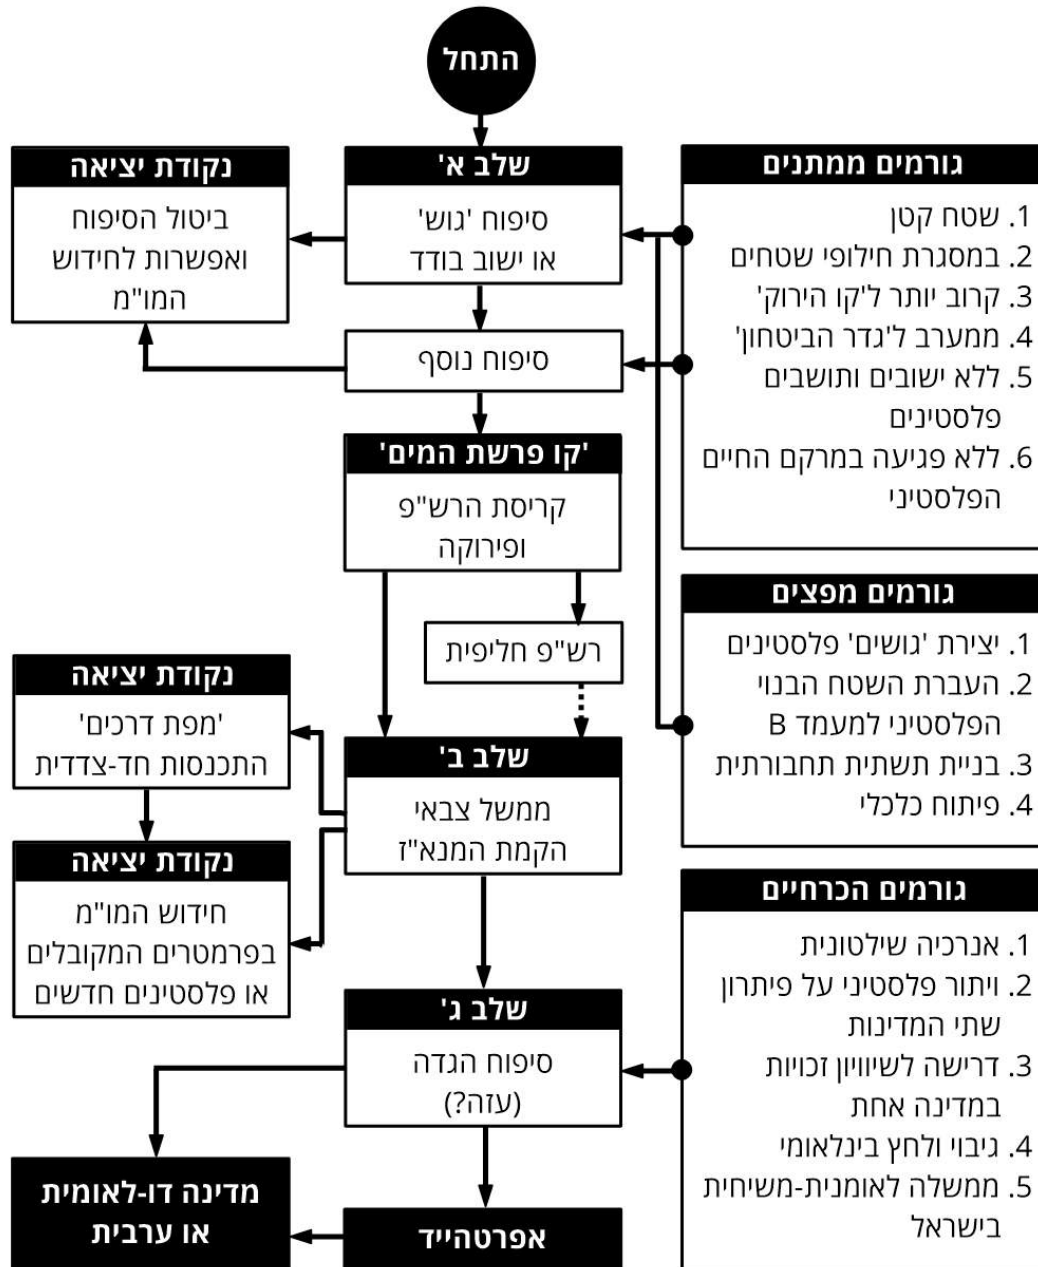 התחל
שלב א'
סיפוח 'גוש'
או ישוב בודד
נקודת יציאה
ביטול הסיפוח
ואפשרות לחידוש
המו"מ
סיפוח נוסף
'קו פרשת המים'
קריסת הרש"פ
ופירוקה
רש"פ חליפית
שלב ב'
ממשל צבאי
הקמת המנא"ז
נקודת יציאה
'מפת דרכים'
התכנסות חד-צדדית
נקודת יציאה
חידוש המו"מ
בפרמטרים המקובלים
או פלסטינים חדשים
שלב ג'
סיפוח הגדה
(עזה?)
אפרטהייד
מדינה דו-לאומית
או ערבית
גורמים ממתנים
1. שטח קטן
2. במסגרת חילופי שטחים
3. קרוב יותר ל'קו הירוק'
4. ממערב ל'גדר הביטחון'
5. ללא ישובים ותושבים
פלסטינים
6. ללא פגיעה במרקם החיים
הפלסטיני
גורמים מפצים
1. יצירת 'גושים' פלסטינים
2. העברת השטח הבנוי
הפלסטיני למעמד B
3. בניית תשתית תחבורתית
4. פיתוח כלכלי
גורמים הכרחיים
1. אנרכיה שילטונית
2. ויתור פלסטיני על פיתרון
שתי המדינות
3. דרישה לשיוויון זכויות
במדינה אחת
4. גיבוי ולחץ בינלאומי
5. ממשלה לאומנית-משיחית
בישראל